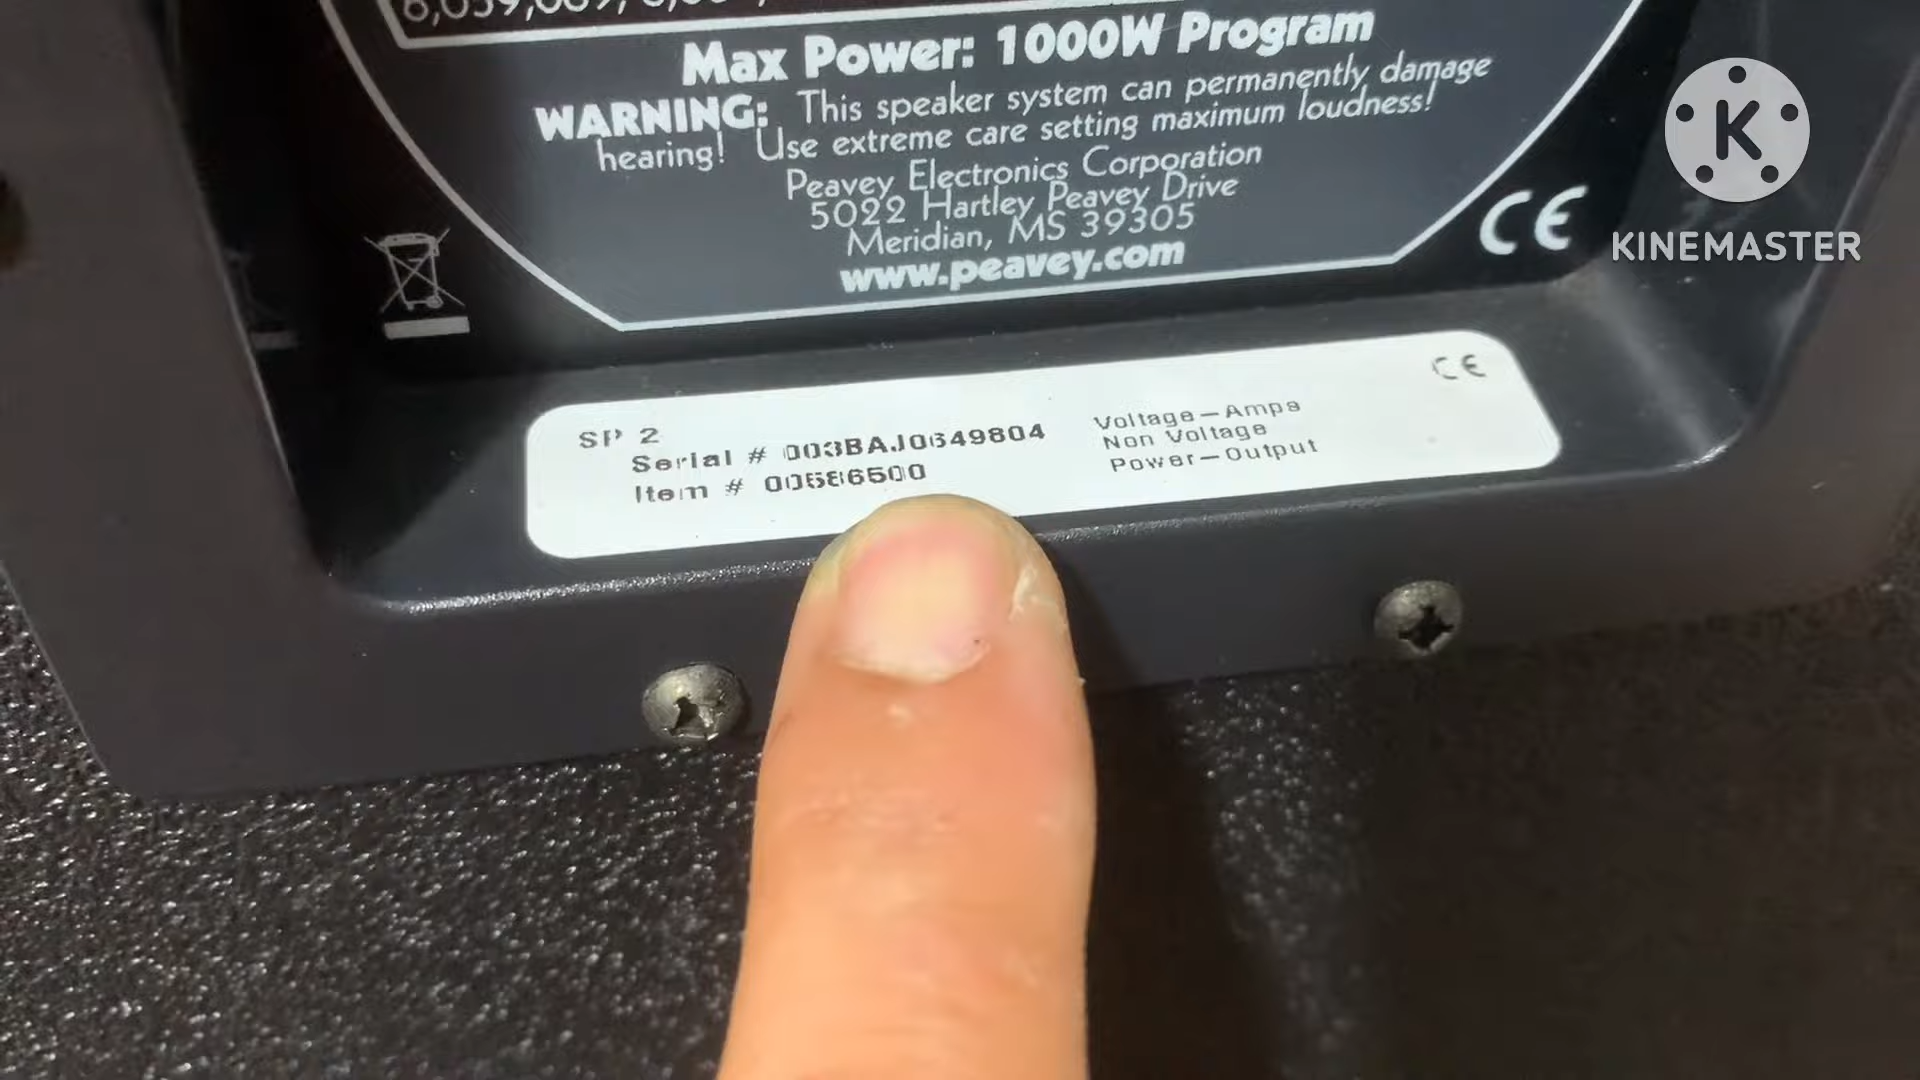 Max Power: 1000W Program
WARNING: This speaker system can permanently damage
hearing! Use extreme care setting maximum loudness!
Peavey Electronics Corporation
5022 Hartley Peavey Drive
Meridian, MS 39305
www.peavey.com
CE
K
KINEMASTER
CE
SP 2
Serial # 003BAJ0649804
Item # 00586500
Voltage-Amps
Non Voltage
Power-Output